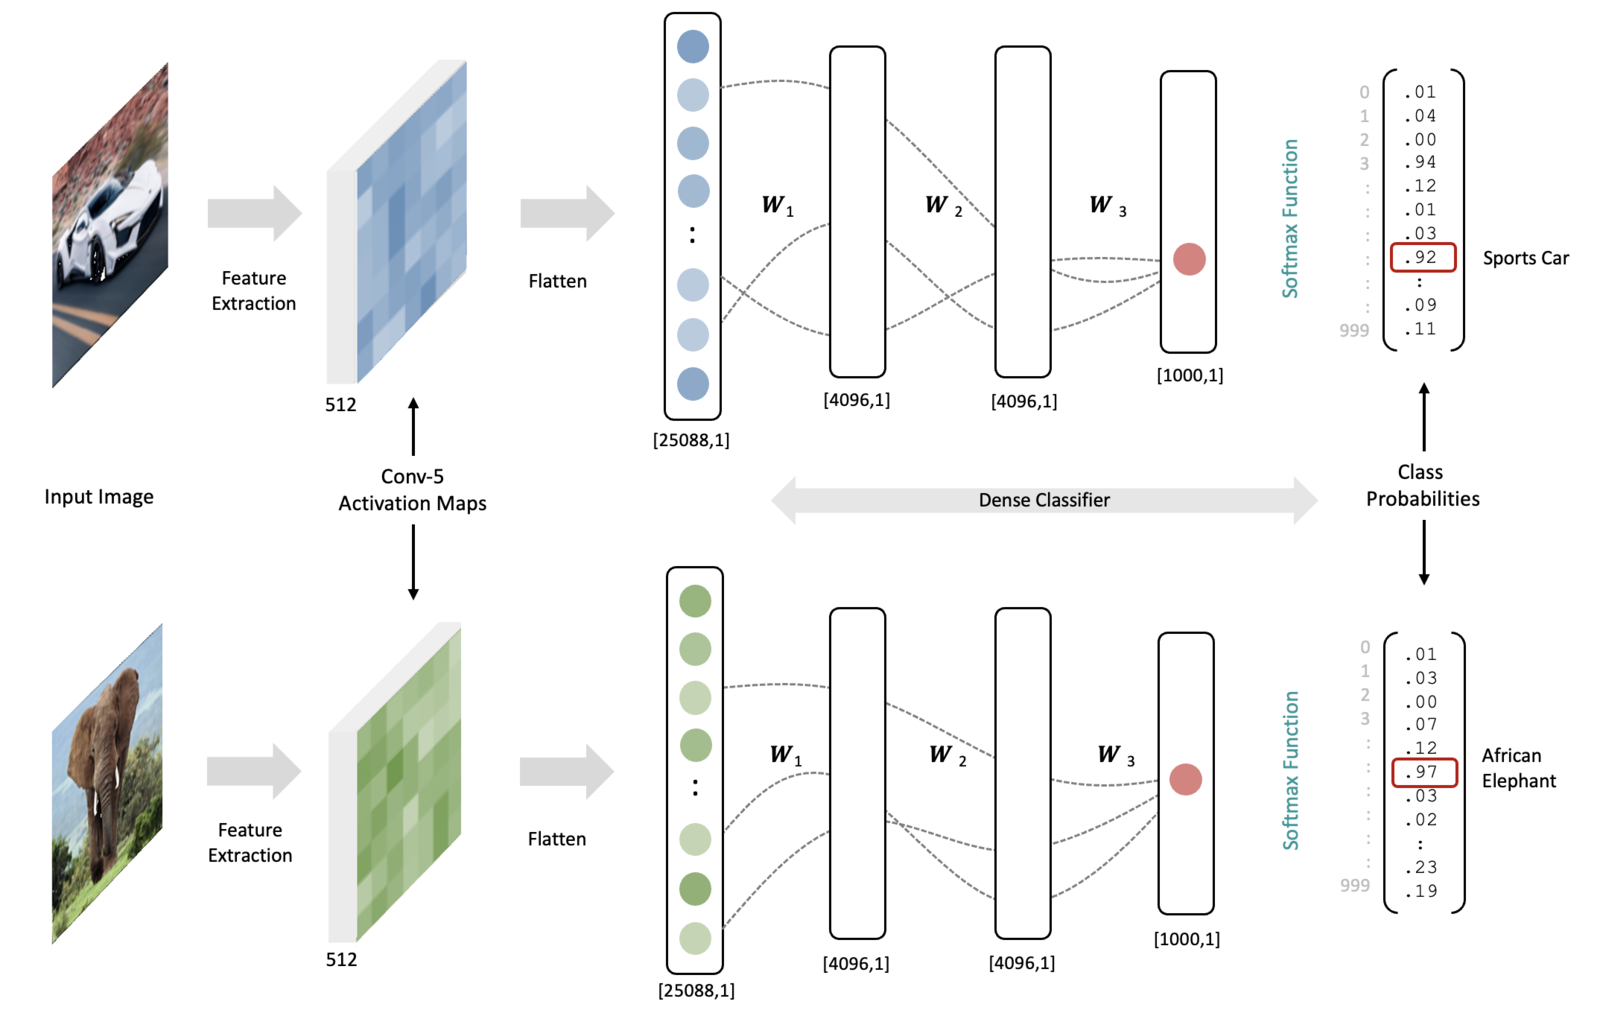 Feature
Extraction
512
Flatten
[25088,1]
W1
[4096,1]
W2
[4096,1]
W3
[1000,1]
Softmax Function
0
1
2
3
:
:
:
:
:
:
999
.01
.04
.00
.94
.12
.01
.03
.92
:
.09
.11
Sports Car
Input Image
Conv-5
Activation Maps
Dense Classifier
Class
Probabilities
Feature
Extraction
512
Flatten
:
[25088,1]
W1
[4096,1]
W2
[4096,1]
W3
[1000,1]
Softmax Function
0
1
2
3
:
:
:
:
:
:
999
.01
.03
.00
.07
.12
.97
.03
.02
:
.23
.19
African
Elephant